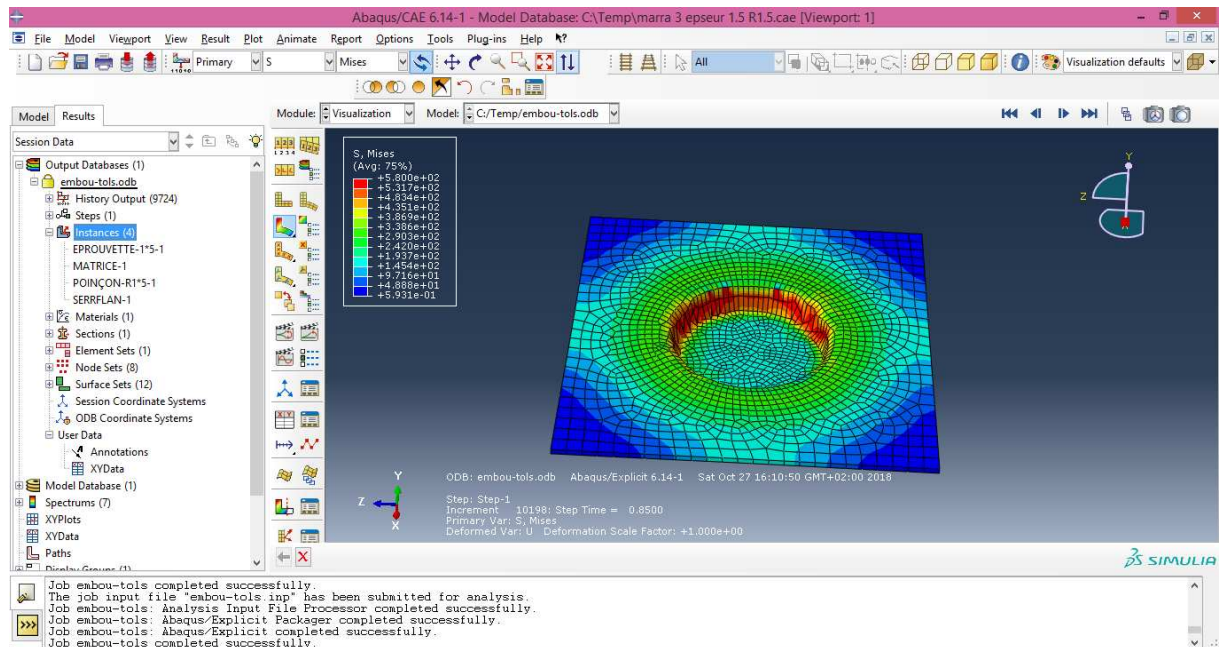 Abaqus/CAE 6.14-1 - Model Database: C:\Temp\marra 3 epseur 1.5 R1.5.cae [Viewport: 1]
File Model Viewport View Result Plot Animate Report Options Tools Plug-ins Help
Primary S Mises All Visualization defaults
Model Results
Module: Visualization Model: C:/Temp/embou-tols.odb
Session Data
Output Databases (1)
embou-tols.odb
History Output (9724)
Steps (1)
Instances (4)
EPROUVETTE-1*5-1
MATRICE-1
POINÇON-R1*5-1
SERRFLAN-1
Materials (1)
Sections (1)
Element Sets (1)
Node Sets (8)
Surface Sets (12)
Session Coordinate Systems
ODB Coordinate Systems
User Data
Annotations
XYData
Model Database (1)
Spectrums (7)
XYPlots
XYData
Paths
Display Groups (1)
S, Mises
(Avg: 75%)
+5.800e+02
+5.317e+02
+4.834e+02
+4.351e+02
+3.869e+02
+3.386e+02
+2.903e+02
+2.420e+02
+1.937e+02
+1.454e+02
+9.716e+01
+4.888e+01
+5.931e-01
Y
Z
Y
Z
X
ODB: embou-tols.odb Abaqus/Explicit 6.14-1 Sat Oct 27 16:10:50 GMT+02:00 2018
Step: Step-1
Increment 10198: Step Time = 0.8500
Primary Var: S, Mises
Deformed Var: U Deformation Scale Factor: +1.000e+00
SIMULIA
Job embou-tols completed successfully.
The job input file "embou-tols.inp" has been submitted for analysis.
Job embou-tols: Analysis Input File Processor completed successfully.
Job embou-tols: Abaqus/Explicit Packager completed successfully.
Job embou-tols: Abaqus/Explicit completed successfully.
Job embou-tols completed successfully.